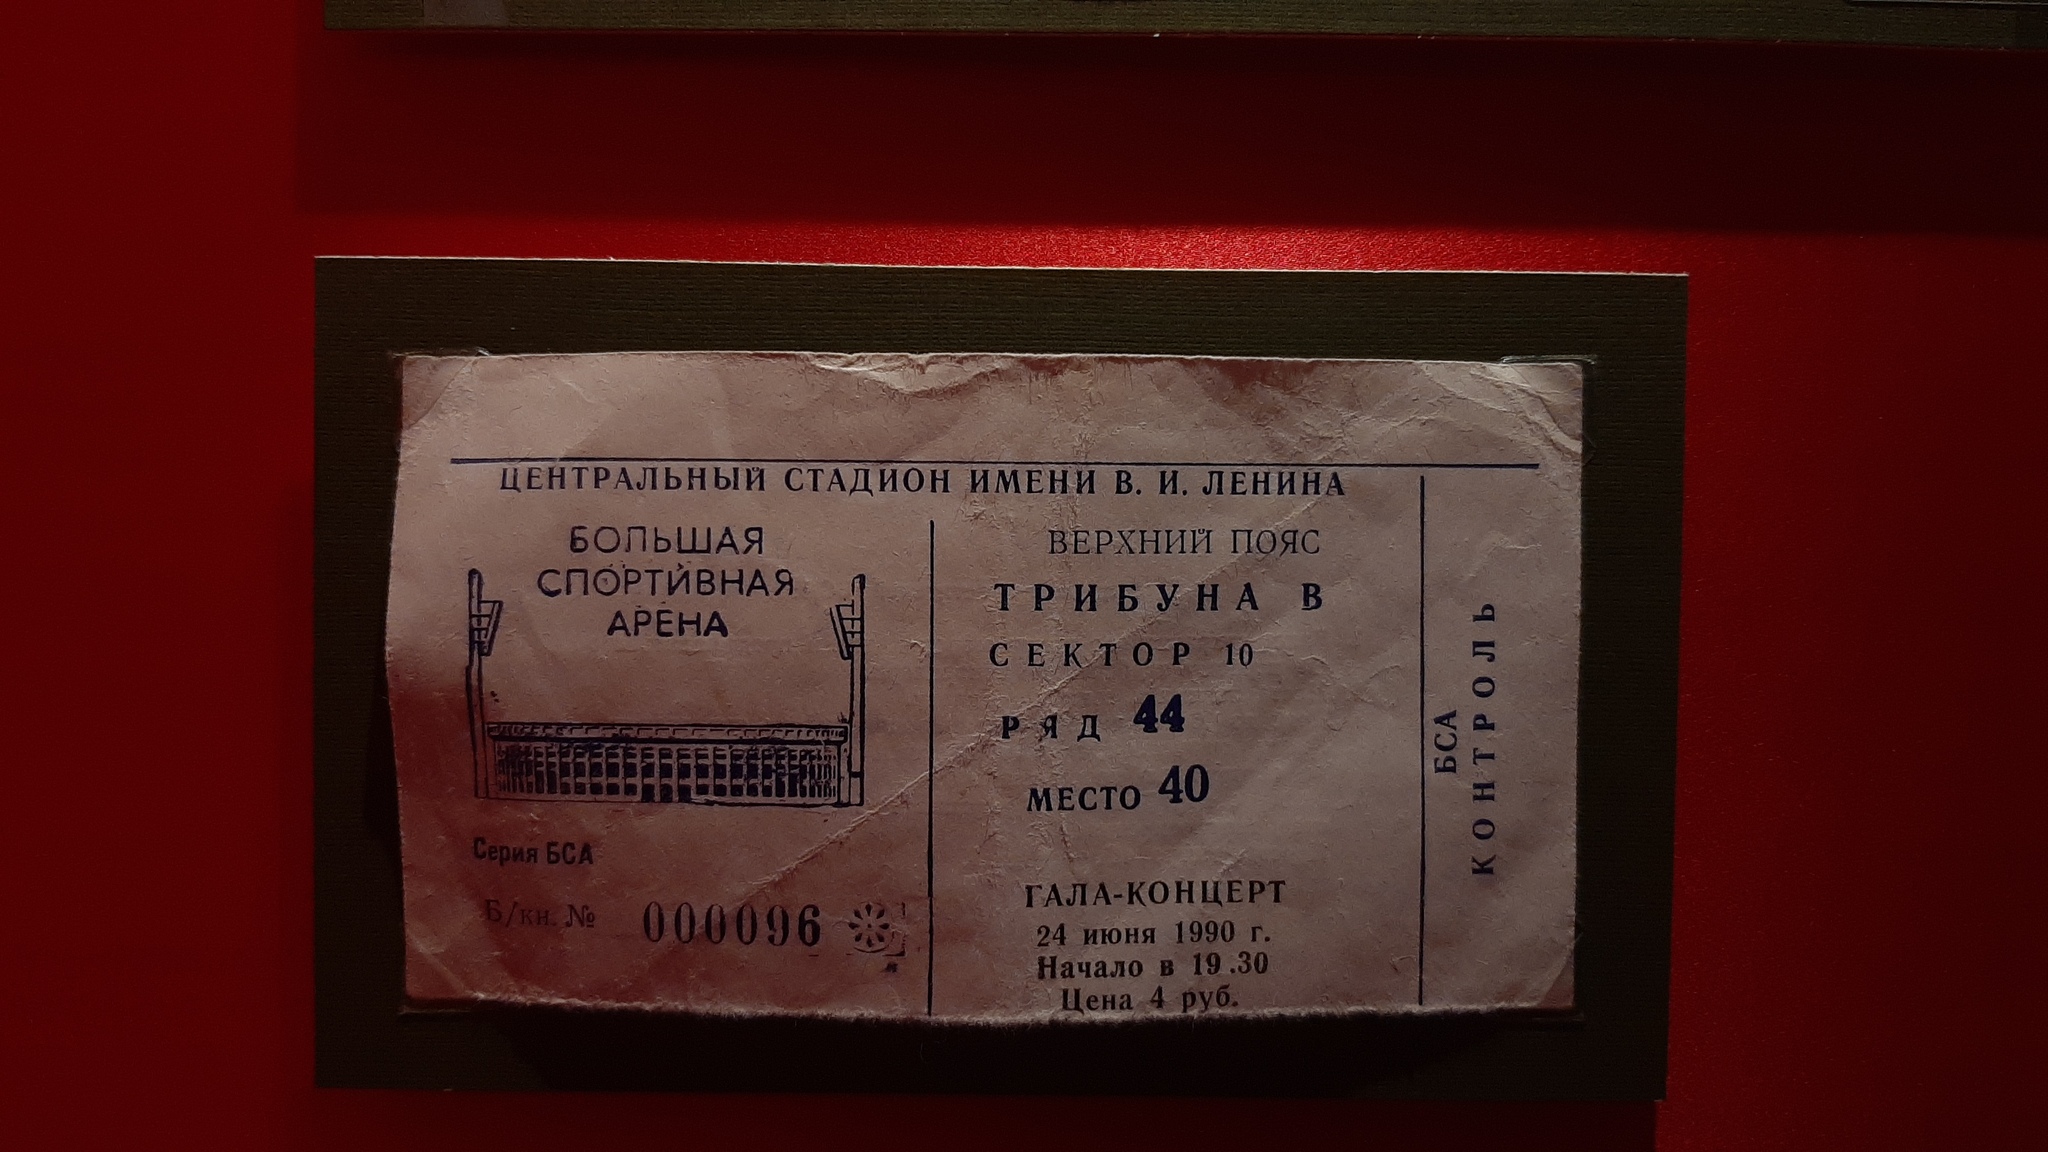 ЦЕНТРАЛЬНЫЙ СТАДИОН ИМЕНИ В. И. ЛЕНИНА
БОЛЬШАЯ
СПОРТИВНАЯ
АРЕНА
Серия БСА
Б/кн. № 000096
ВЕРХНИЙ ПОЯС
ТРИБУНА В
СЕКТОР 10
РЯД 44
МЕСТО 40
ГАЛА-КОНЦЕРТ
24 июня 1990 г.
Начало в 19.30
Цена 4 руб.
БСА
КОНТРОЛЬ